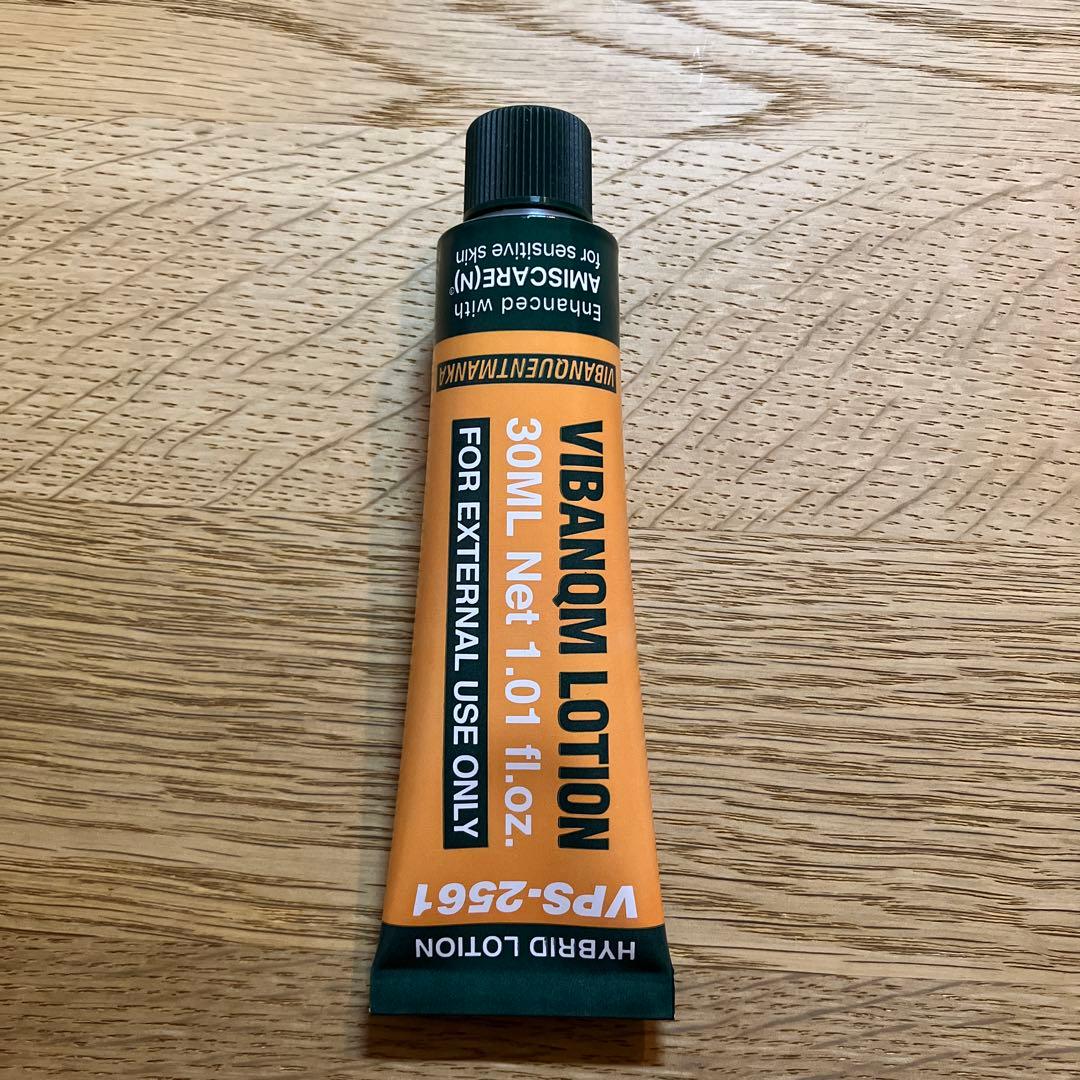 HYBRID LOTION
VPS-2561
VIBANQM LOTION
30ML Net 1.01 fl.oz.
FOR EXTERNAL USE ONLY
VIBANQUENTMANKA
Enhanced with
AMISCARE(N)®
for sensitive skin